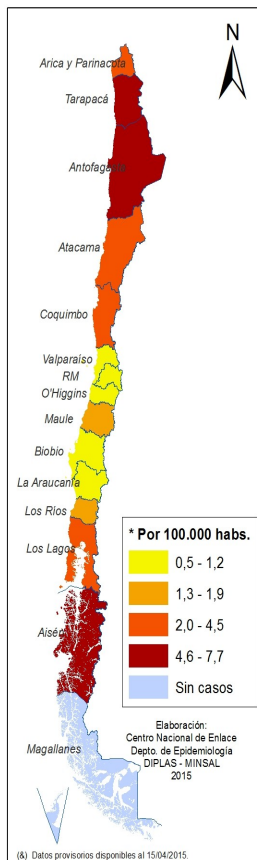 N
Arica y Parinacota
Tarapacá
Antofagasta
Atacama
Coquimbo
Valparaíso
RM
O'Higgins
Maule
Biobio
La Araucanía
Los Ríos
Los Lagos
Aisén
Magallanes
* Por 100.000 habs.
0,5 - 1,2
1,3 - 1,9
2,0 - 4,5
4,6 - 7,7
Sin casos
Elaboración:
Centro Nacional de Enlace
Depto. de Epidemiología
DIPLAS - MINSAL
2015
(&) Datos provisorios disponibles al 15/04/2015.